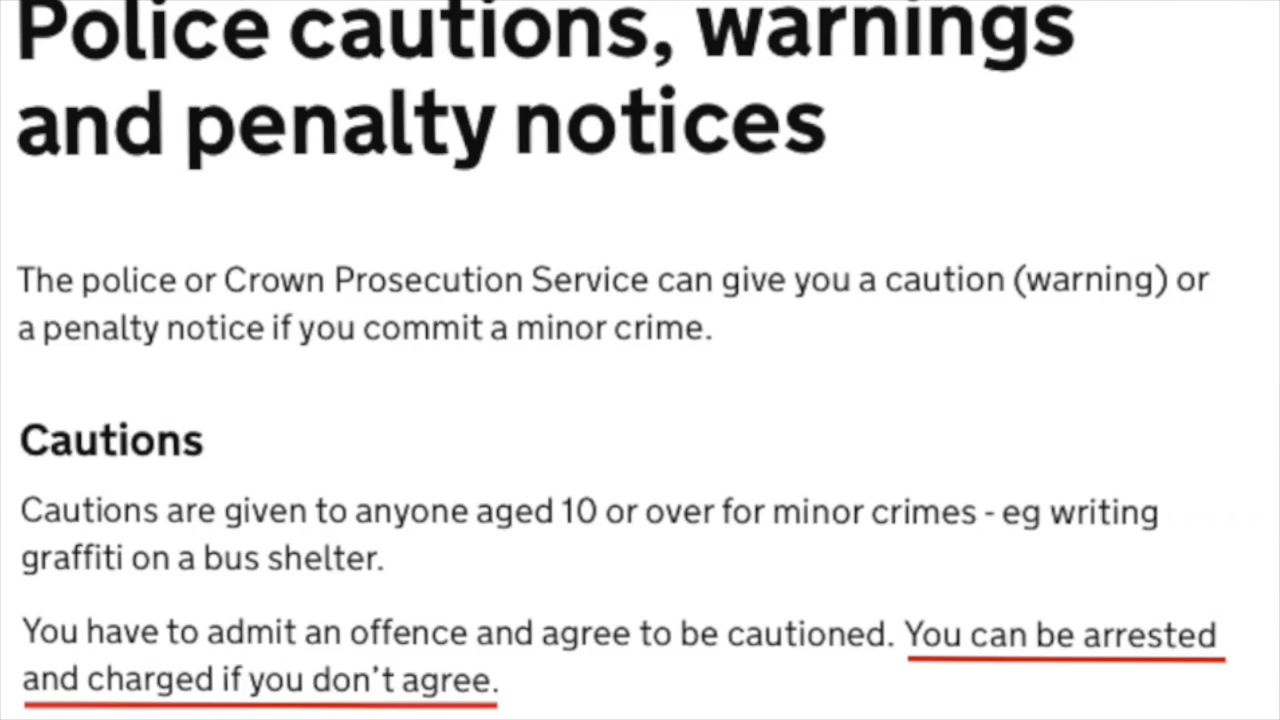 Police cautions, warnings
and penalty notices
The police or Crown Prosecution Service can give you a caution (warning) or
a penalty notice if you commit a minor crime.
Cautions
Cautions are given to anyone aged 10 or over for minor crimes - eg writing
graffiti on a bus shelter.
You have to admit an offence and agree to be cautioned. You can be arrested
and charged if you don't agree.